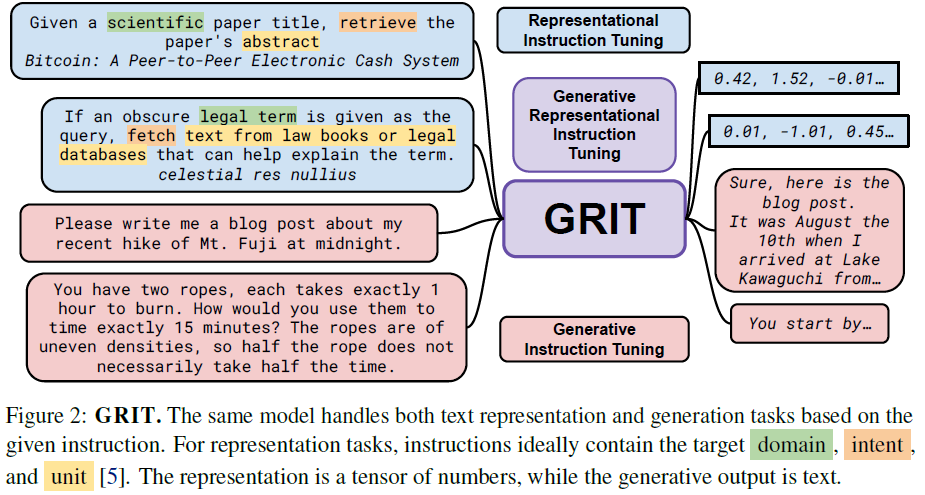 Given a scientific paper title, retrieve the
paper's abstract
Bitcoin: A Peer-to-Peer Electronic Cash System
If an obscure legal term is given as the
query, fetch text from law books or legal
databases that can help explain the term.
celestial res nullius
Please write me a blog post about my
recent hike of Mt. Fuji at midnight.
You have two ropes, each takes exactly 1
hour to burn. How would you use them to
time exactly 15 minutes? The ropes are of
uneven densities, so half the rope does not
necessarily take half the time.
Representational
Instruction Tuning
Generative
Representational
Instruction
Tuning
GRIT
Generative
Instruction Tuning
0.42, 1.52, -0.01…
0.01, -1.01, 0.45…
Sure, here is the
blog post.
It was August the
10th when I
arrived at Lake
Kawaguchi from…
You start by…
Figure 2: GRIT. The same model handles both text representation and generation tasks based on the
given instruction. For representation tasks, instructions ideally contain the target domain, intent,
and unit [5]. The representation is a tensor of numbers, while the generative output is text.